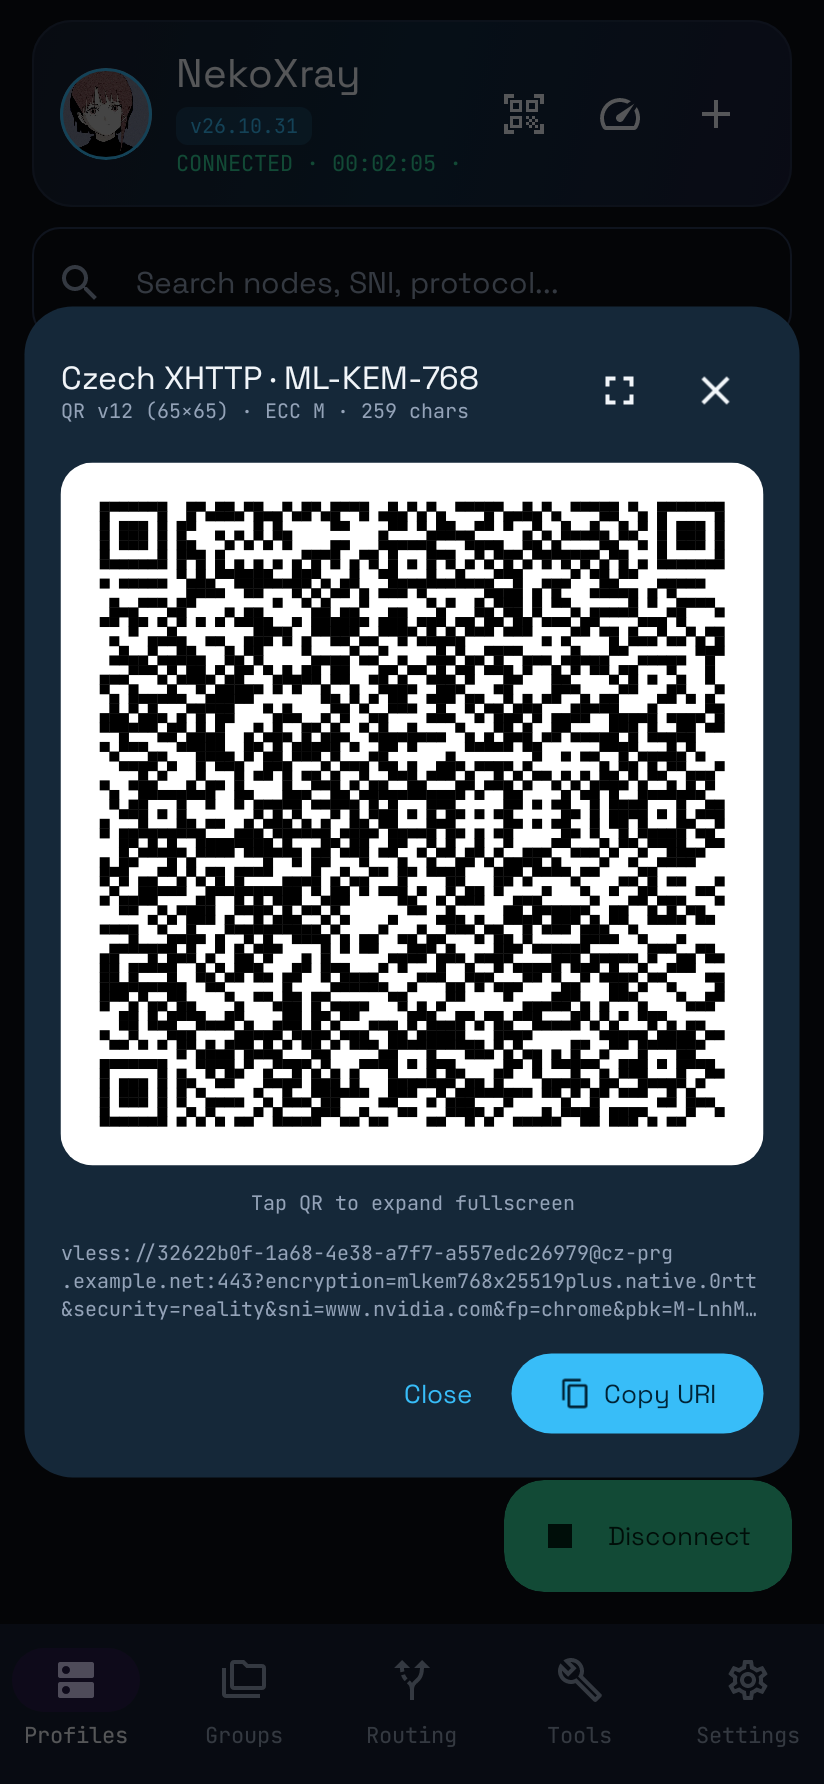 NekoXray
v26.10.31
CONNECTED · 00:02:05 ·
Search nodes, SNI, protocol...
Czech XHTTP · ML-KEM-768
QR v12 (65×65) · ECC M · 259 chars
Tap QR to expand fullscreen
vless://32622b0f-1a68-4e38-a7f7-a557edc26979@cz-prg
.example.net:443?encryption=mlkem768x25519plus.native.0rtt
&security=reality&sni=www.nvidia.com&fp=chrome&pbk=M-LnhM…
Close
Copy URI
Disconnect
Profiles
Groups
Routing
Tools
Settings